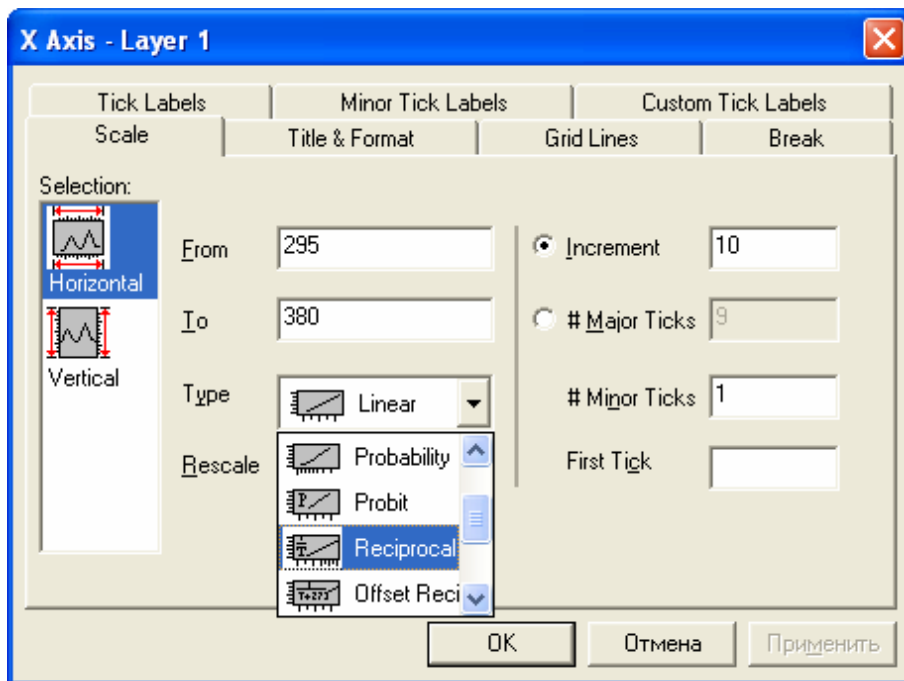 X Axis - Layer 1
Tick Labels
Minor Tick Labels
Custom Tick Labels
Scale
Title & Format
Grid Lines
Break
Selection:
Horizontal
Vertical
From
295
To
380
Type
Linear
Rescale
Probability
Probit
Reciprocal
Offset Reci
Increment
10
# Major Ticks
9
# Minor Ticks
1
First Tick
OK
Отмена
Применить